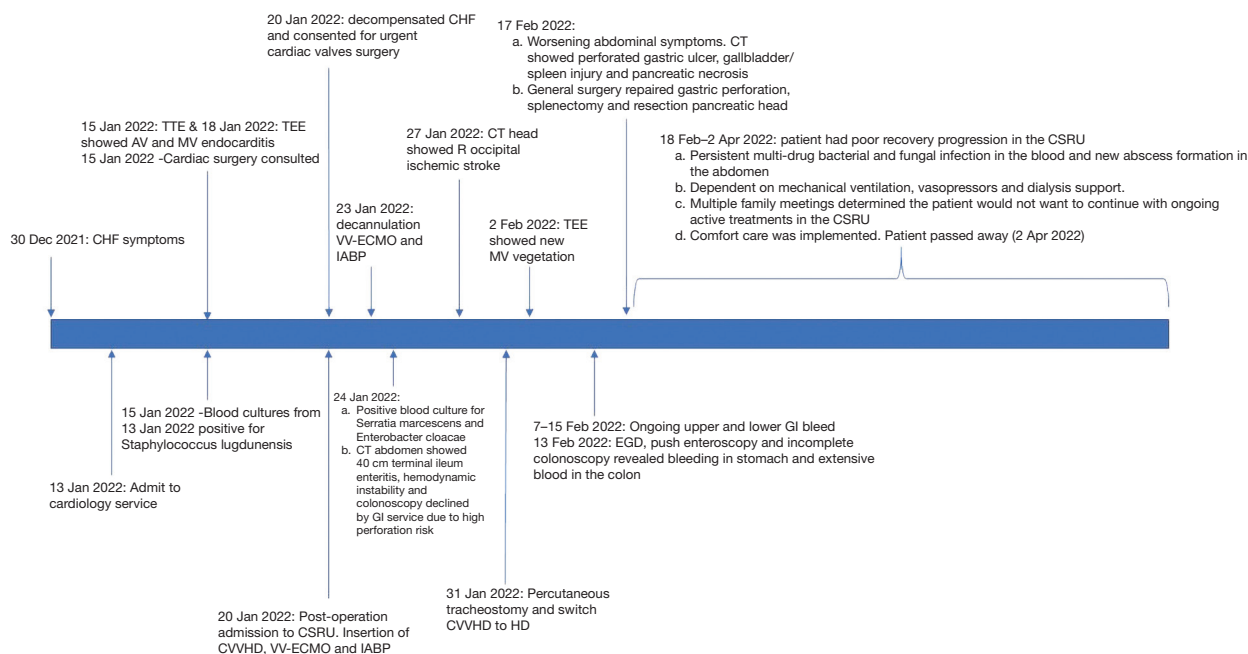 30 Dec 2021: CHF symptoms
15 Jan 2022: TTE & 18 Jan 2022: TEE
showed AV and MV endocarditis
15 Jan 2022 -Cardiac surgery consulted
20 Jan 2022: decompensated CHF
and consented for urgent
cardiac valves surgery
23 Jan 2022:
decannulation
VV-ECMO and
IABP
27 Jan 2022: CT head
showed R occipital
ischemic stroke
2 Feb 2022: TEE
showed new
MV vegetation
17 Feb 2022:
a. Worsening abdominal symptoms. CT
showed perforated gastric ulcer, gallbladder/
spleen injury and pancreatic necrosis
b. General surgery repaired gastric perforation,
splenectomy and resection pancreatic head
18 Feb–2 Apr 2022: patient had poor recovery progression in the CSRU
a. Persistent multi-drug bacterial and fungal infection in the blood and new abscess formation in
the abdomen
b. Dependent on mechanical ventilation, vasopressors and dialysis support.
c. Multiple family meetings determined the patient would not want to continue with ongoing
active treatments in the CSRU
d. Comfort care was implemented. Patient passed away (2 Apr 2022)
13 Jan 2022: Admit to
cardiology service
15 Jan 2022 -Blood cultures from
13 Jan 2022 positive for
Staphylococcus lugdunensis
20 Jan 2022: Post-operation
admission to CSRU. Insertion of
CVVHD, VV-ECMO and IABP
24 Jan 2022:
a. Positive blood culture for
Serratia marcescens and
Enterobacter cloacae
b. CT abdomen showed
40 cm terminal ileum
enteritis, hemodynamic
instability and
colonoscopy declined
by GI service due to high
perforation risk
31 Jan 2022: Percutaneous
tracheostomy and switch
CVVHD to HD
7–15 Feb 2022: Ongoing upper and lower GI bleed
13 Feb 2022: EGD, push enteroscopy and incomplete
colonoscopy revealed bleeding in stomach and extensive
blood in the colon